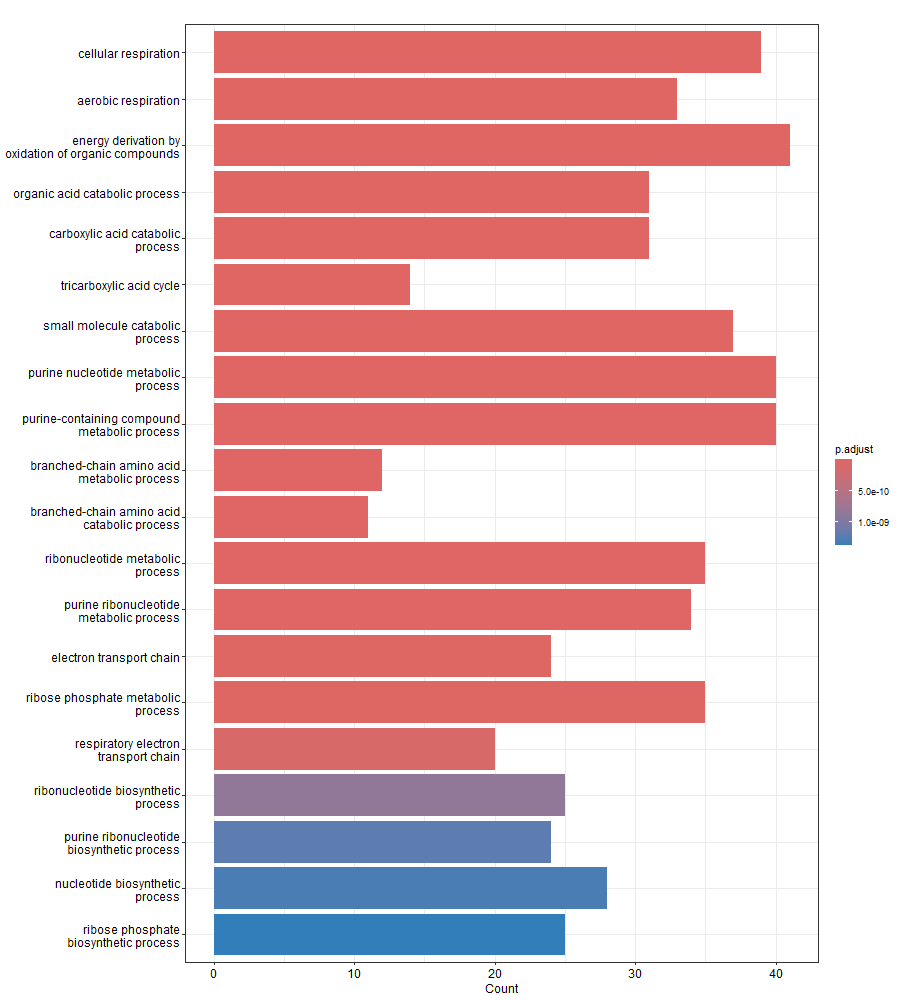 cellular respiration
aerobic respiration
energy derivation by
oxidation of organic compounds
organic acid catabolic process
carboxylic acid catabolic
process
tricarboxylic acid cycle
small molecule catabolic
process
purine nucleotide metabolic
process
purine-containing compound
metabolic process
branched-chain amino acid
metabolic process
branched-chain amino acid
catabolic process
ribonucleotide metabolic
process
purine ribonucleotide
metabolic process
electron transport chain
ribose phosphate metabolic
process
respiratory electron
transport chain
ribonucleotide biosynthetic
process
purine ribonucleotide
biosynthetic process
nucleotide biosynthetic
process
ribose phosphate
biosynthetic process
0 10 20 30 40
Count
p.adjust
5.0e-10
1.0e-09